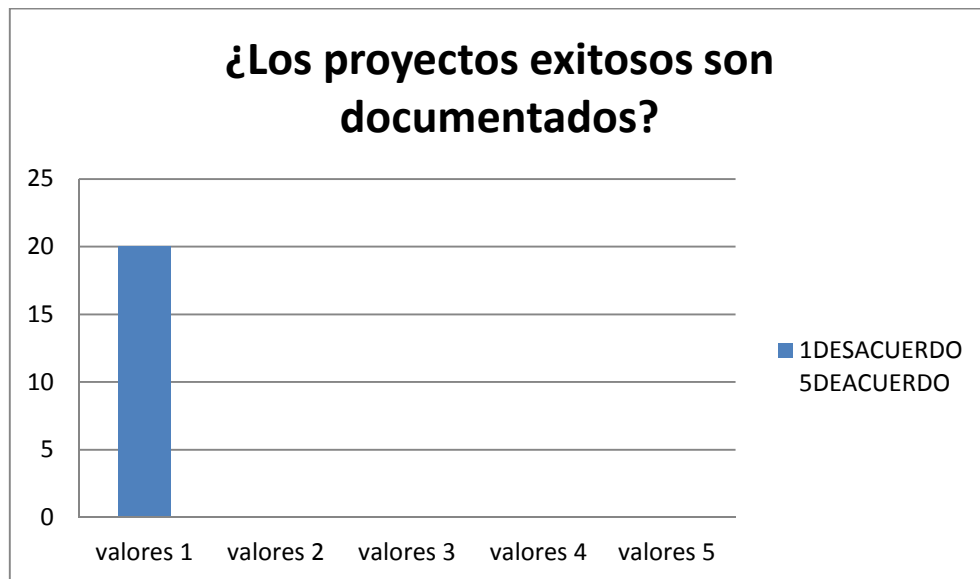 ¿Los proyectos exitosos son
documentados?
25
20
15
10
5
0
valores 1 valores 2 valores 3 valores 4 valores 5
1DESACUERDO
5DEACUERDO